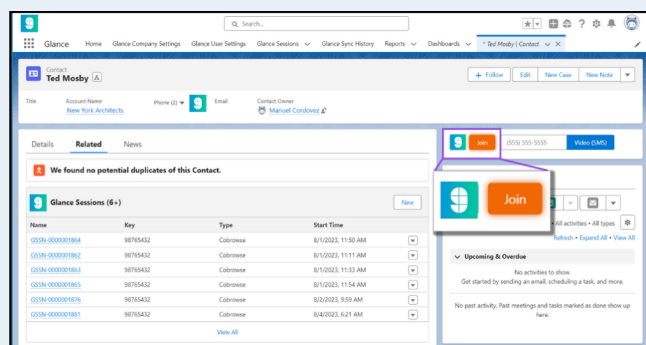 Search...
Glance
Home
Glance Company Settings
Glance User Settings
Glance Sessions
Glance Sync History
Reports
Dashboards
* Ted Mosby | Contact
Contact
Ted Mosby
+ Follow
Edit
New Case
New Note
Title
Account Name
Phone (2)
Email
Contact Owner
New York Architects
Manuel Cordovez
Details
Related
News
Join
(555) 555-5555
Video (SMS)
We found no potential duplicates of this Contact.
Join
Glance Sessions (6+)
New
• All activities • All types
Refresh • Expand All • View All
Name
Key
Type
Start Time
GSSN-0000001864
98765432
Cobrowse
8/1/2023, 11:50 AM
GSSN-0000001862
98765432
Cobrowse
8/1/2023, 11:11 AM
GSSN-0000001863
98765432
Cobrowse
8/1/2023, 11:33 AM
GSSN-0000001865
98765432
Cobrowse
8/1/2023, 11:54 AM
GSSN-0000001876
98765432
Cobrowse
8/2/2023, 9:59 AM
GSSN-0000001881
98765432
Cobrowse
8/4/2023, 6:21 AM
View All
Upcoming & Overdue
No activities to show.
Get started by sending an email, scheduling a task, and more.
No past activity. Past meetings and tasks marked as done show up
here.